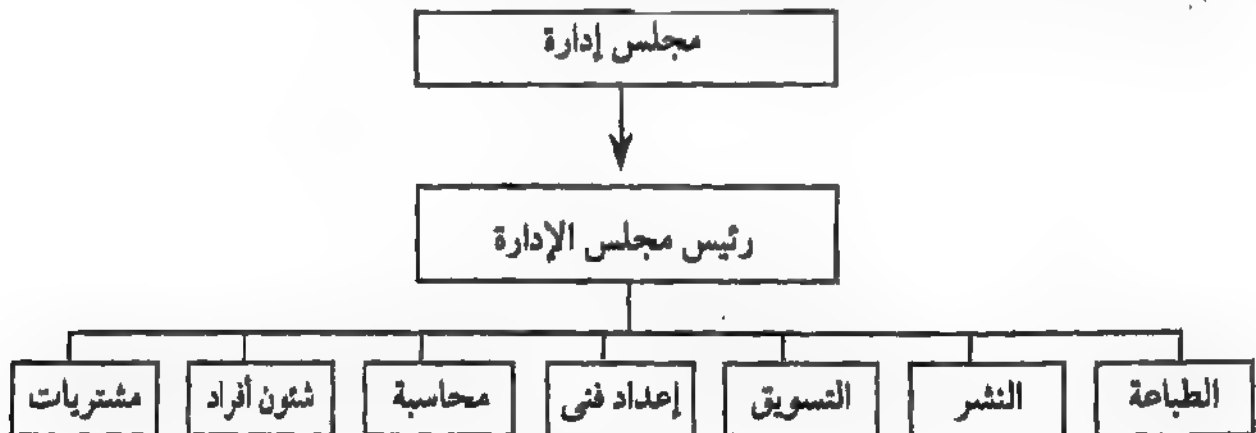 مجلس إدارة
رئيس مجلس الإدارة
الطباعة
النشر
التسويق
إعداد فنى
محاسبة
شئون أفراد
مشتريات